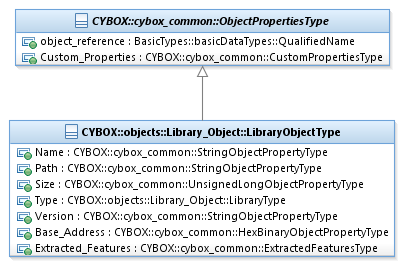 CYBOX::cybox_common::ObjectPropertiesType
object_reference : BasicTypes::basicDataTypes::QualifiedName
Custom_Properties : CYBOX::cybox_common::CustomPropertiesType
CYBOX::objects::Library_Object::LibraryObjectType
Name : CYBOX::cybox_common::StringObjectPropertyType
Path : CYBOX::cybox_common::StringObjectPropertyType
Size : CYBOX::cybox_common::UnsignedLongObjectPropertyType
Type : CYBOX::objects::Library_Object::LibraryType
Version : CYBOX::cybox_common::StringObjectPropertyType
Base_Address : CYBOX::cybox_common::HexBinaryObjectPropertyType
Extracted_Features : CYBOX::cybox_common::ExtractedFeaturesType